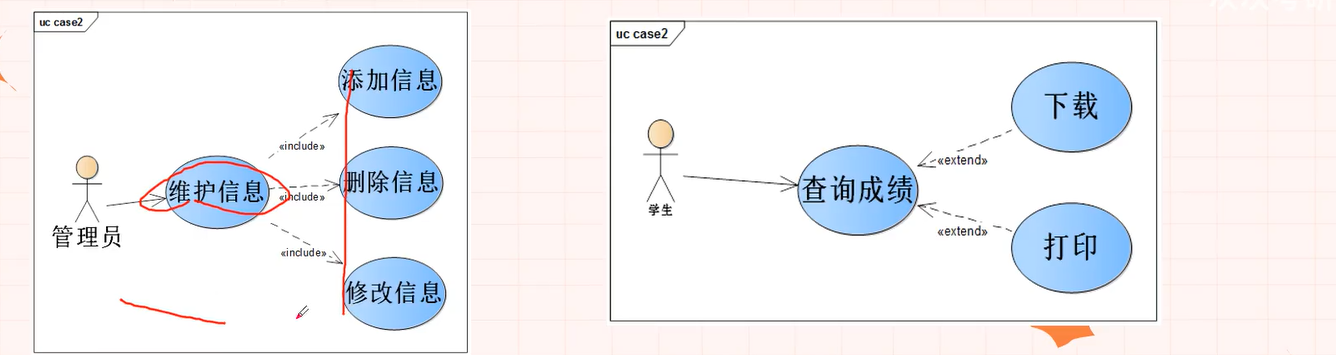 uc case2
添加信息
«include»
维护信息
«include»
删除信息
管理员
«include»
修改信息
uc case2
下载
«extend»
查询成绩
学生
«extend»
打印